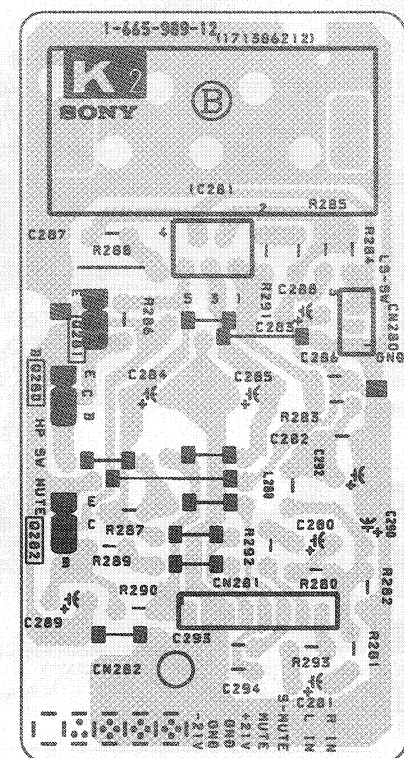 1-665-989-12
(171386212)
K2
SONY
B
IC281
R285
2
C287
4
R288
R284
LS-SW
C288
E
5 3 1
R291
CN280
Q281
R286
C283
GND
B
C286
Q280
E
C
B
C284
C285
R283
C282
HP SW MUTE
L280
C292
E
C
R287
C280
C290
Q282
R292
B
R289
R290
CN281
R280
R282
C289
C293
R281
CN282
R293
C294
C281
-21V
GND
GND
+21V
MUTE
S-MUTE
L IN
R IN